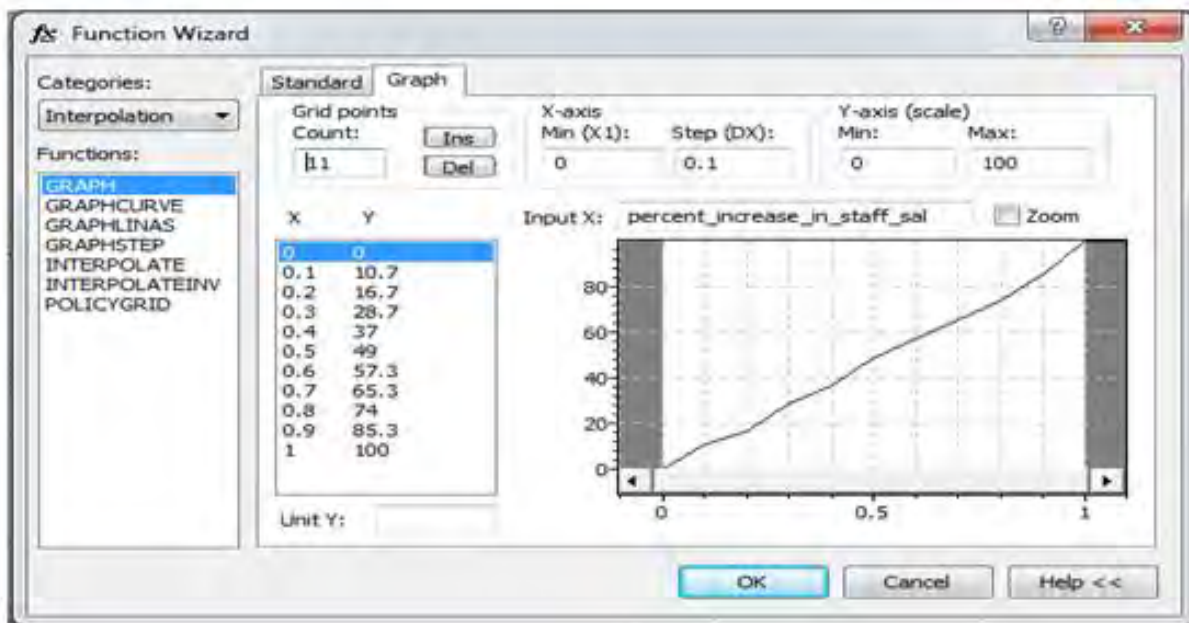 fx Function Wizard
Categories:
Interpolation
Functions:
GRAPH
GRAPHCURVE
GRAPHLINAS
GRAPHSTEP
INTERPOLATE
INTERPOLATEINV
POLICYGRID
Standard Graph
Grid points
Count:
11
Ins
Del
X-axis
Min (X1): Step (DX):
0 0.1
Y-axis (scale)
Min: Max:
0 100
X Y
0 0
0.1 10.7
0.2 16.7
0.3 28.7
0.4 37
0.5 49
0.6 57.3
0.7 65.3
0.8 74
0.9 85.3
1 100
Unit Y:
Input X: percent_increase_in_staff_sal Zoom
80
60
40
20
0
0 0.5 1
OK Cancel Help <<